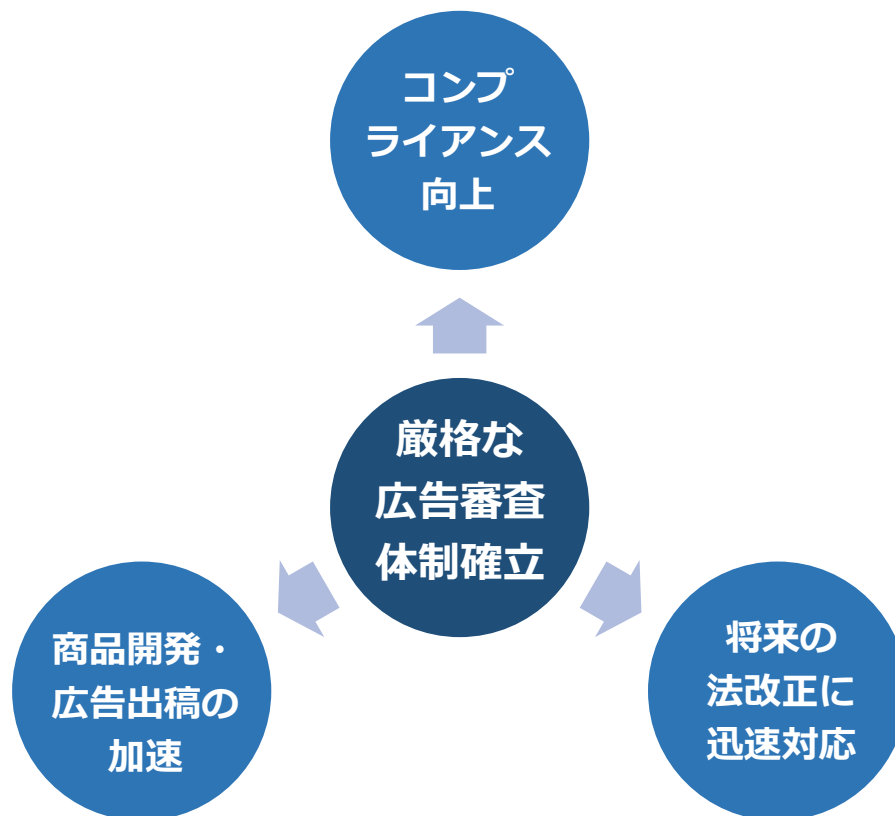 コンプ
ライアンス
向上
厳格な
広告審査
体制確立
商品開発・
広告出稿の
加速
将来の
法改正に
迅速対応